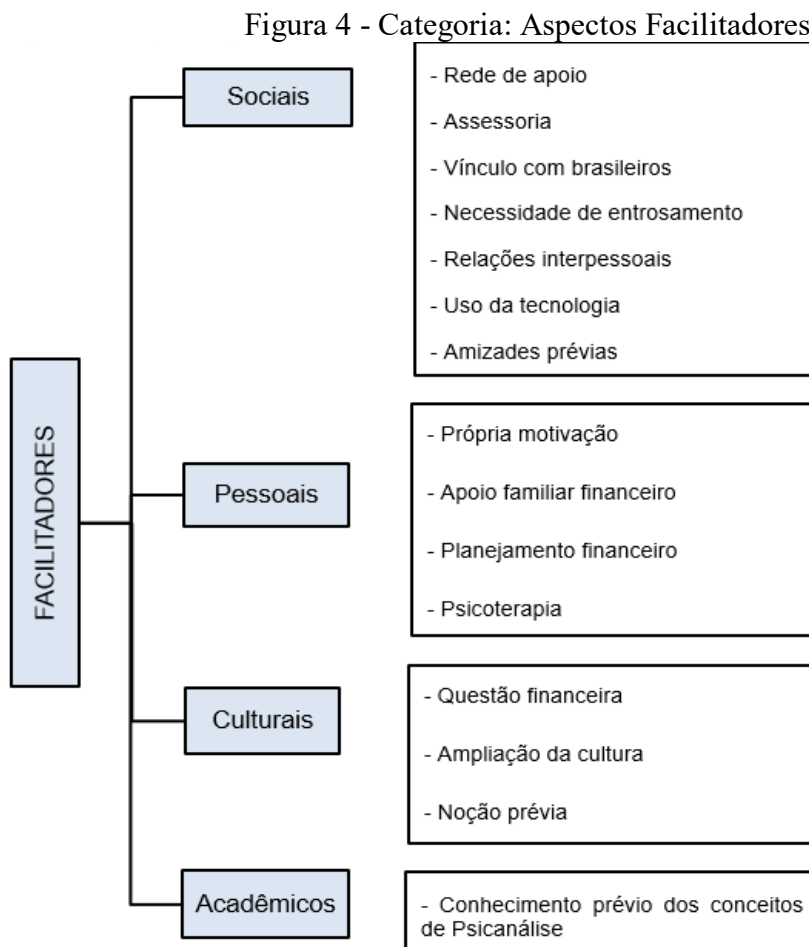 Figura 4 - Categoria: Aspectos Facilitadores
FACILITADORES
Sociais
- Rede de apoio
- Assessoria
- Vínculo com brasileiros
- Necessidade de entrosamento
- Relações interpessoais
- Uso da tecnologia
- Amizades prévias
Pessoais
- Própria motivação
- Apoio familiar financeiro
- Planejamento financeiro
- Psicoterapia
Culturais
- Questão financeira
- Ampliação da cultura
- Noção prévia
Acadêmicos
- Conhecimento prévio dos conceitos
de Psicanálise